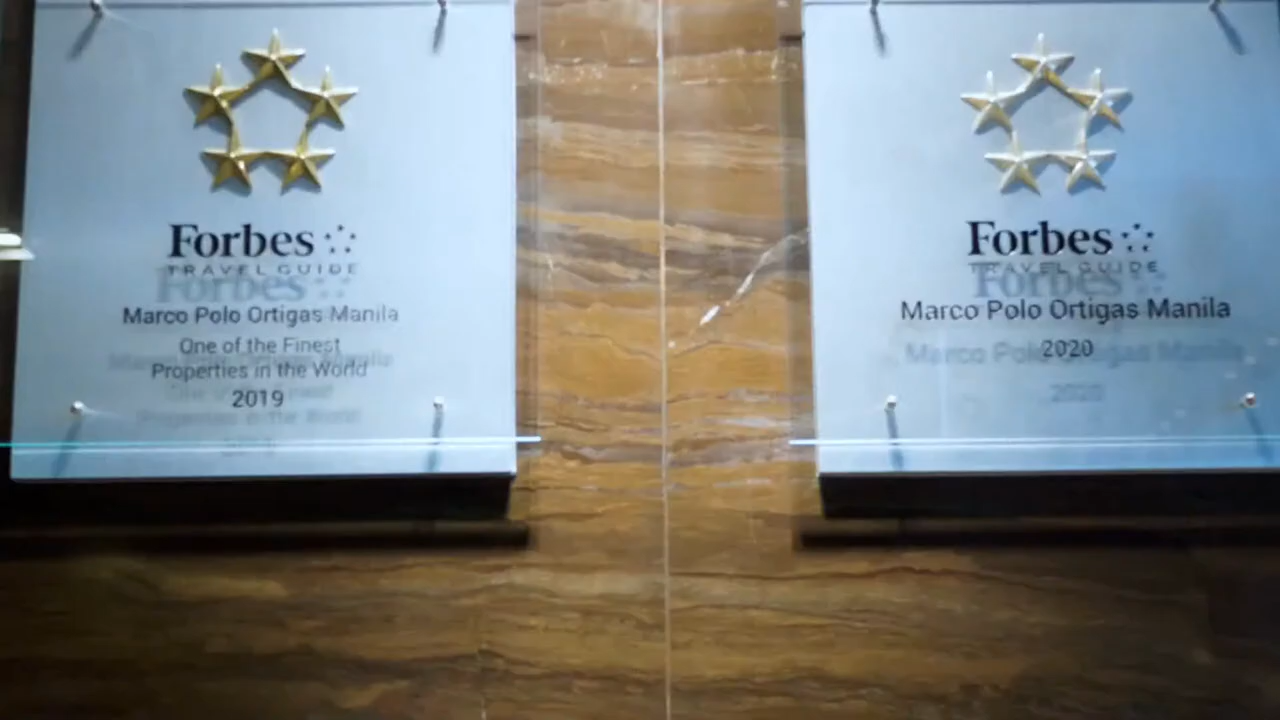 Forbes
TRAVEL GUIDE
Marco Polo Ortigas Manila
One of the Finest
Properties in the World
2019
Forbes
TRAVEL GUIDE
Marco Polo Ortigas Manila
2020